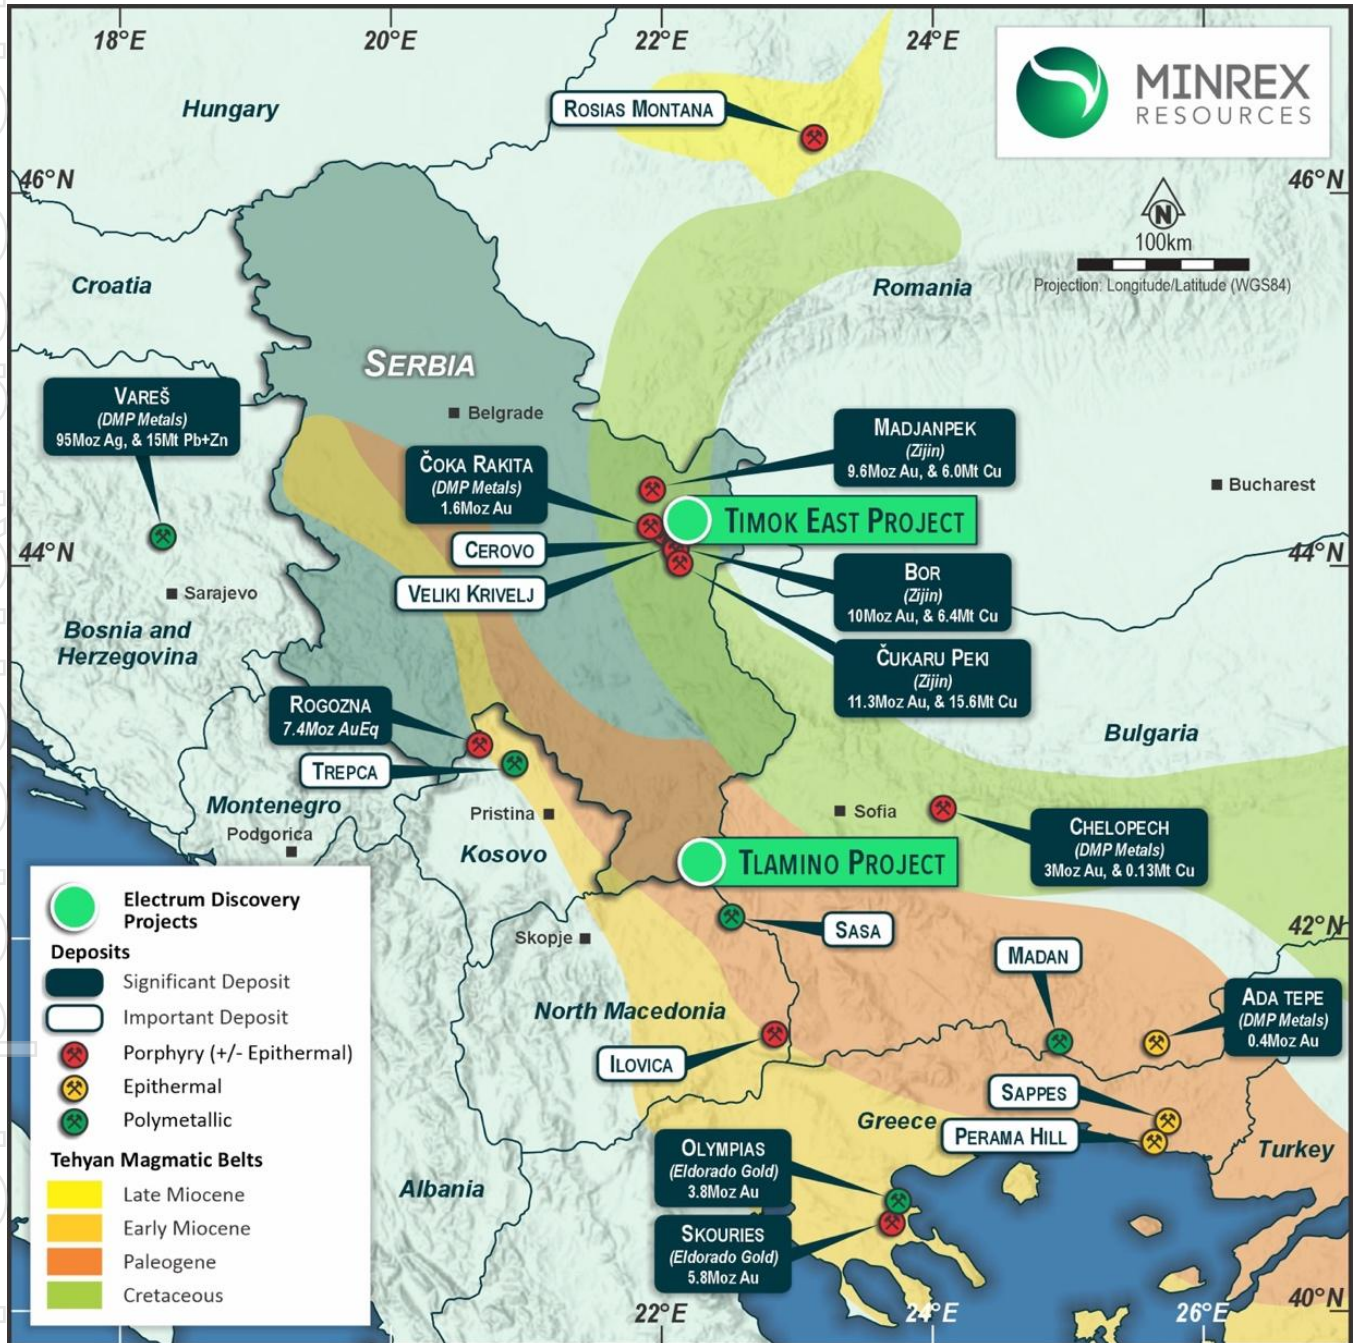 18°E
20°E
22°E
24°E
MINREX
RESOURCES
Hungary
ROSIAS MONTANA
46°N
46°N
N
100km
Projection: Longitude/Latitude (WGS84)
Croatia
Romania
SERBIA
Belgrade
VAREŠ
(DMP Metals)
95Moz Ag, & 15Mt Pb+Zn
MADJANPEK
(Zijin)
9.6Moz Au, & 6.0Mt Cu
ČOKA RAKITA
(DMP Metals)
1.6Moz Au
Bucharest
TIMOK EAST PROJECT
44°N
44°N
CEROVO
VELIKI KRIVELJ
BOR
(Zijin)
10Moz Au, & 6.4Mt Cu
Sarajevo
Bosnia and
Herzegovina
ČUKARU PEKI
(Zijin)
11.3Moz Au, & 15.6Mt Cu
ROGOZNA
7.4Moz AuEq
TREPCA
Bulgaria
Montenegro
Podgorica
Pristina
Kosovo
Sofia
CHELOPECH
(DMP Metals)
3Moz Au, & 0.13Mt Cu
TLAMINO PROJECT
Skopje
SASA
42°N
MADAN
ADA TEPE
(DMP Metals)
0.4Moz Au
North Macedonia
ILOVICA
SAPPES
PERAMA HILL
Greece
Turkey
OLYMPIAS
(Eldorado Gold)
3.8Moz Au
Albania
SKOURIES
(Eldorado Gold)
5.8Moz Au
22°E
24°E
26°E
40°N
Electrum Discovery
Projects
Deposits
Significant Deposit
Important Deposit
Porphyry (+/- Epithermal)
Epithermal
Polymetallic
Tehyan Magmatic Belts
Late Miocene
Early Miocene
Paleogene
Cretaceous